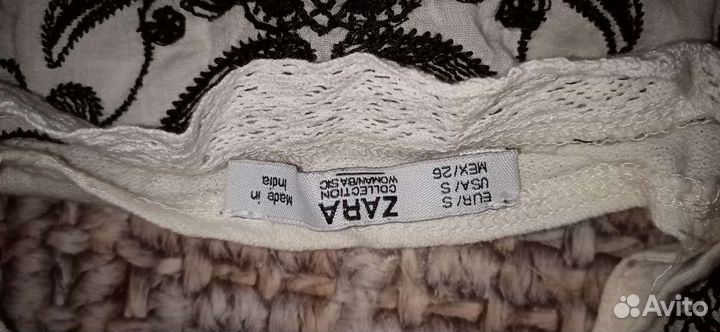 ZARA
COLLECTION
WOMAN/BASIC
EUR/S
USA/S
MEX/26
Made in
India
Avito